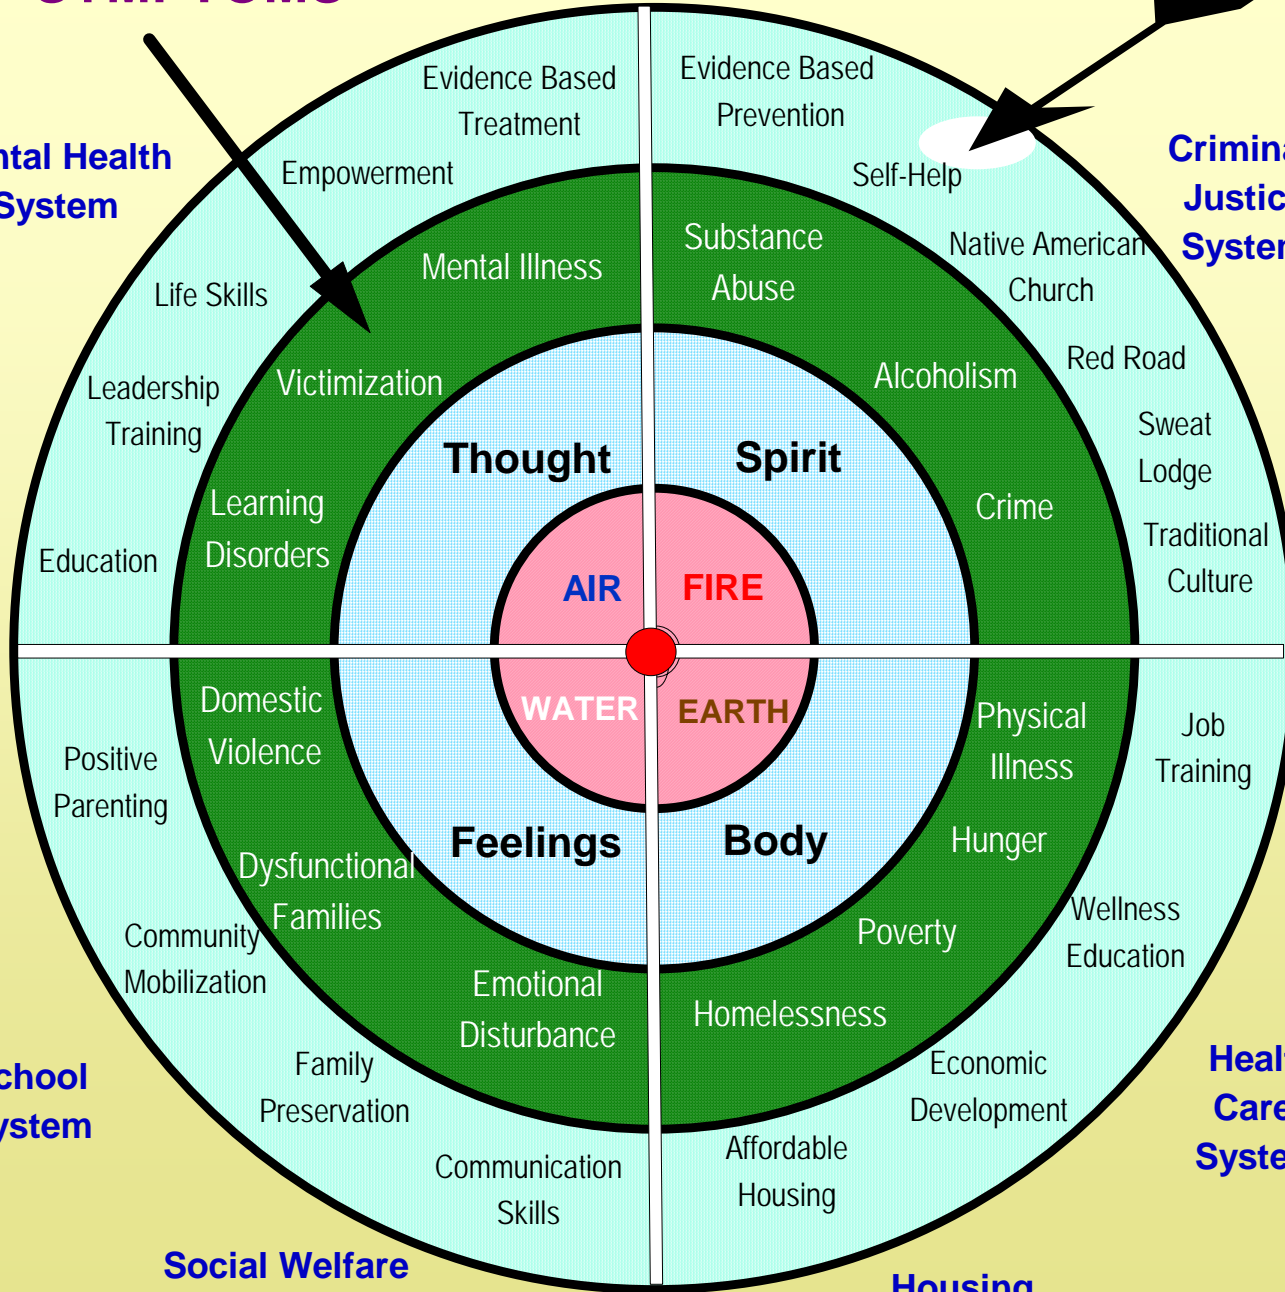 SYMPTOMS
Evidence Based
Treatment
Empowerment
Life Skills
Leadership
Training
Education
Evidence Based
Prevention
Self-Help
Native American
Church
Red Road
Sweat
Lodge
Traditional
Culture
ntal Health
System
Crimina
Justic
System
Mental Illness
Victimization
Learning
Disorders
Substance
Abuse
Alcoholism
Crime
Thought
Spirit
AIR
FIRE
WATER
EARTH
Feelings
Body
Domestic
Violence
Dysfunctional
Families
Emotional
Disturbance
Physical
Illness
Hunger
Poverty
Homelessness
Positive
Parenting
Community
Mobilization
Family
Preservation
Communication
Skills
Job
Training
Wellness
Education
Economic
Development
Affordable
Housing
chool
ystem
Heal
Care
Syste
Social Welfare
Housing